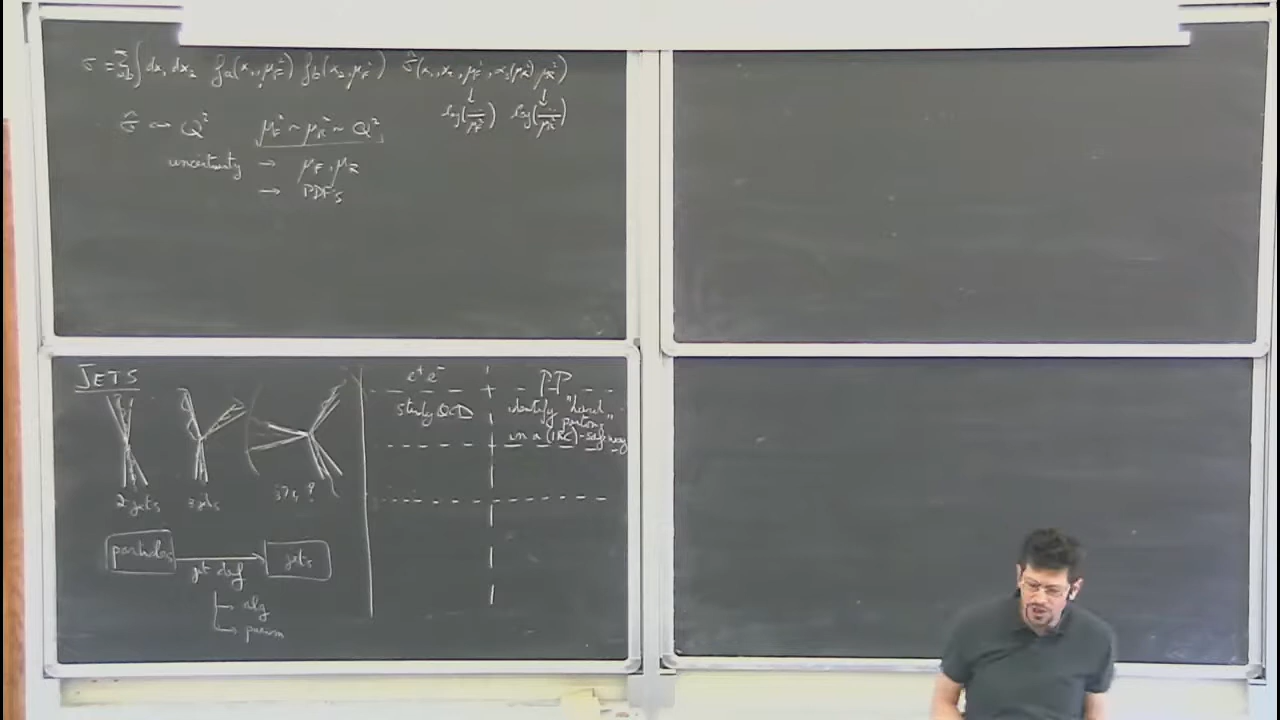 σ = Σ_ab ∫ dx₁ dx₂ f_a(x₁, μ_F²) f_b(x₂, μ_F²) σ̂(x₁, x₂, μ_F², α_s(μ_R²) μ_R²)
↓ ↓
log(.../μ_F²) log(.../μ_R²)
σ̂ ↔ Q² μ_F² ~ μ_R² ~ Q²
uncertainty → μ_F, μ_R
→ PDFs
JETS
2 jets 3 jets ?
particles → jets
jet def
→ alg
→ param
e⁺e⁻ P-P
study QCD identify "hard
partons"
in a (IRC)-safe way